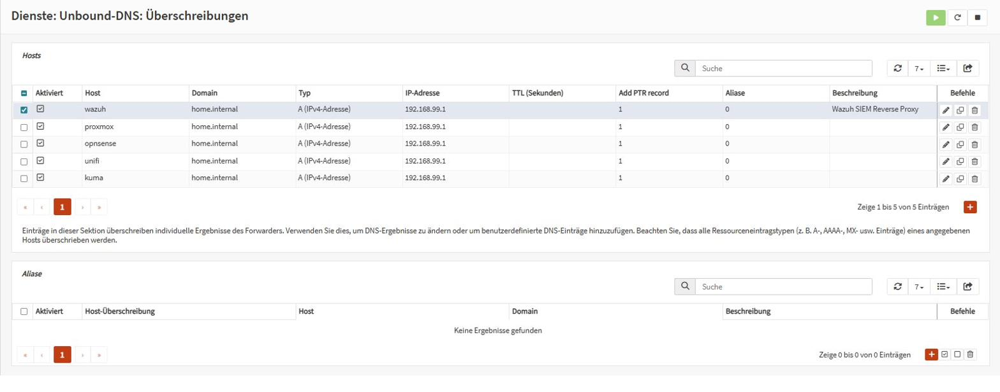 Dienste: Unbound-DNS: Überschreibungen
Hosts
Suche
7
Aktiviert Host Domain Typ IP-Adresse TTL (Sekunden) Add PTR record Aliase Beschreibung Befehle
wazuh home.internal A (IPv4-Adresse) 192.168.99.1 1 0 Wazuh SIEM Reverse Proxy
proxmox home.internal A (IPv4-Adresse) 192.168.99.1 1 0
opnsense home.internal A (IPv4-Adresse) 192.168.99.1 1 0
unifi home.internal A (IPv4-Adresse) 192.168.99.1 1 0
kuma home.internal A (IPv4-Adresse) 192.168.99.1 1 0
« ‹ 1 › » Zeige 1 bis 5 von 5 Einträgen +
Einträge in dieser Sektion überschreiben individuelle Ergebnisse des Forwarders. Verwenden Sie dies, um DNS-Ergebnisse zu ändern oder um benutzerdefinierte DNS-Einträge hinzuzufügen. Beachten Sie, dass alle Ressourceneintragstypen (z. B. A-, AAAA-, MX- usw. Einträge) eines angegebenen
Hosts überschrieben werden.
Aliase
Suche
7
Aktiviert Host-Überschreibung Host Domain Beschreibung Befehle
Keine Ergebnisse gefunden
« ‹ 1 › » Zeige 0 bis 0 von 0 Einträgen +